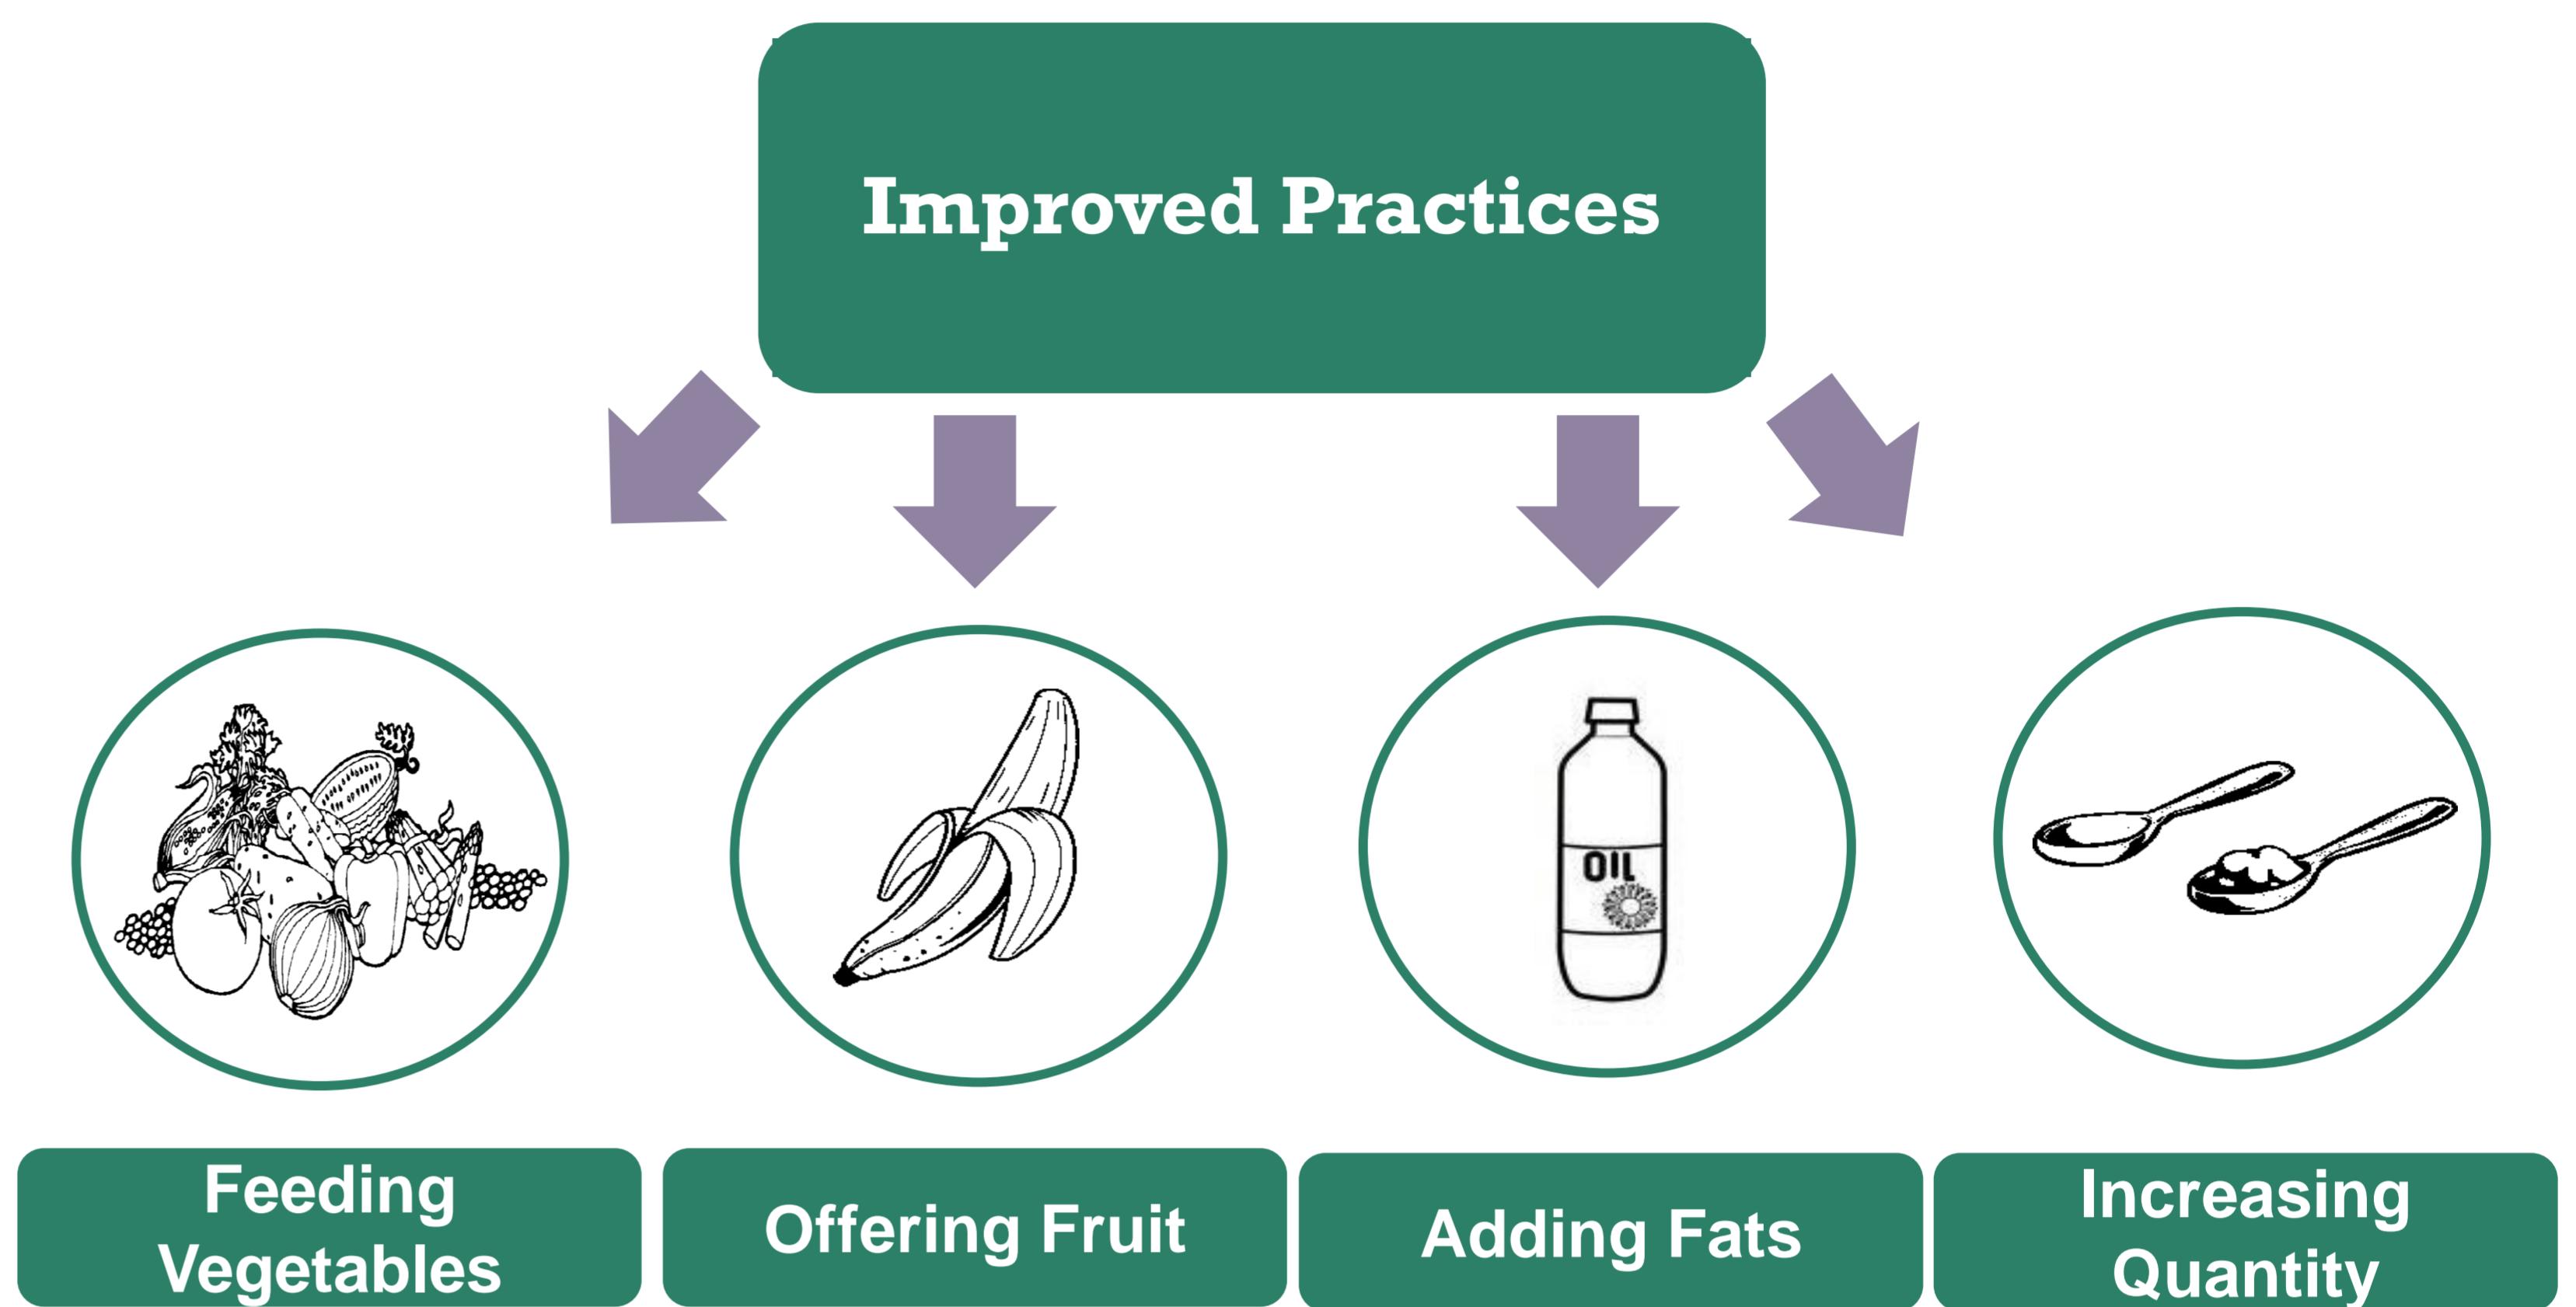 Improved Practices
OIL
Feeding
Vegetables
Offering Fruit
Adding Fats
Increasing
Quantity